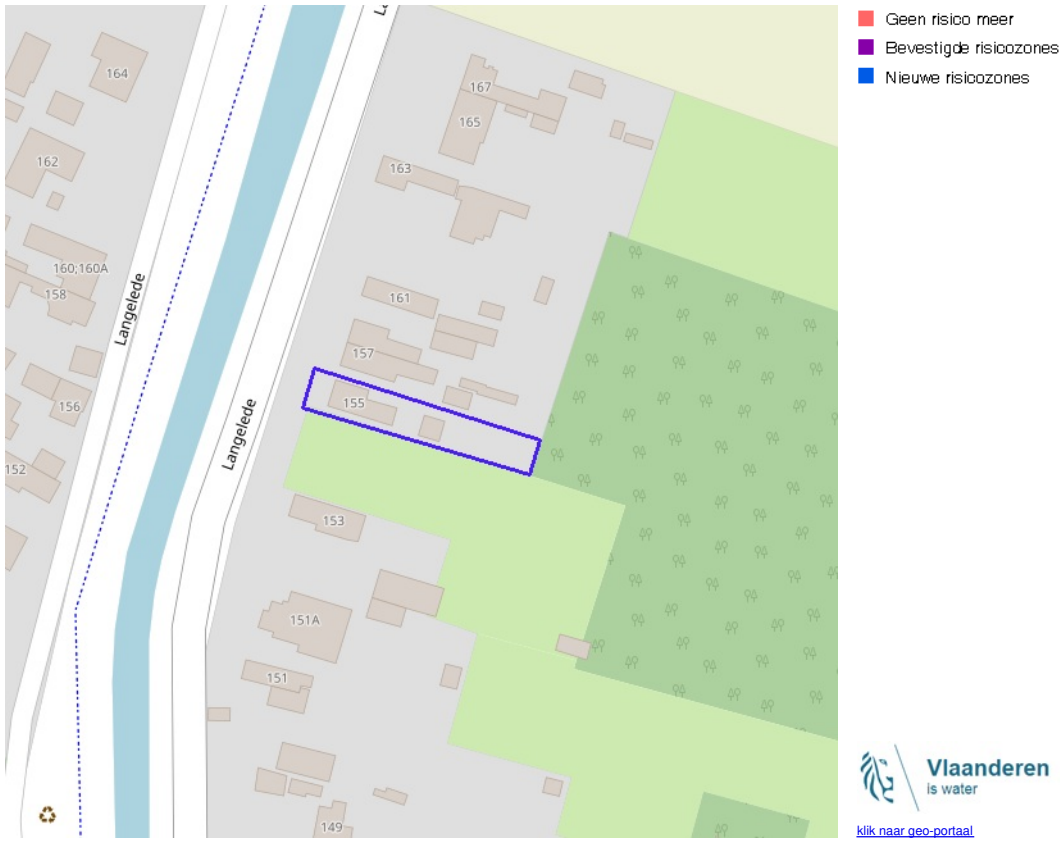 Geen risico meer
Bevestigde risicozones
Nieuwe risicozones
La
164
167
165
162
163
160;160A
158
161
Langelede
157
155
156
Langelede
152
153
151A
151
149
Vlaanderen
is water
klik naar geo-portaal